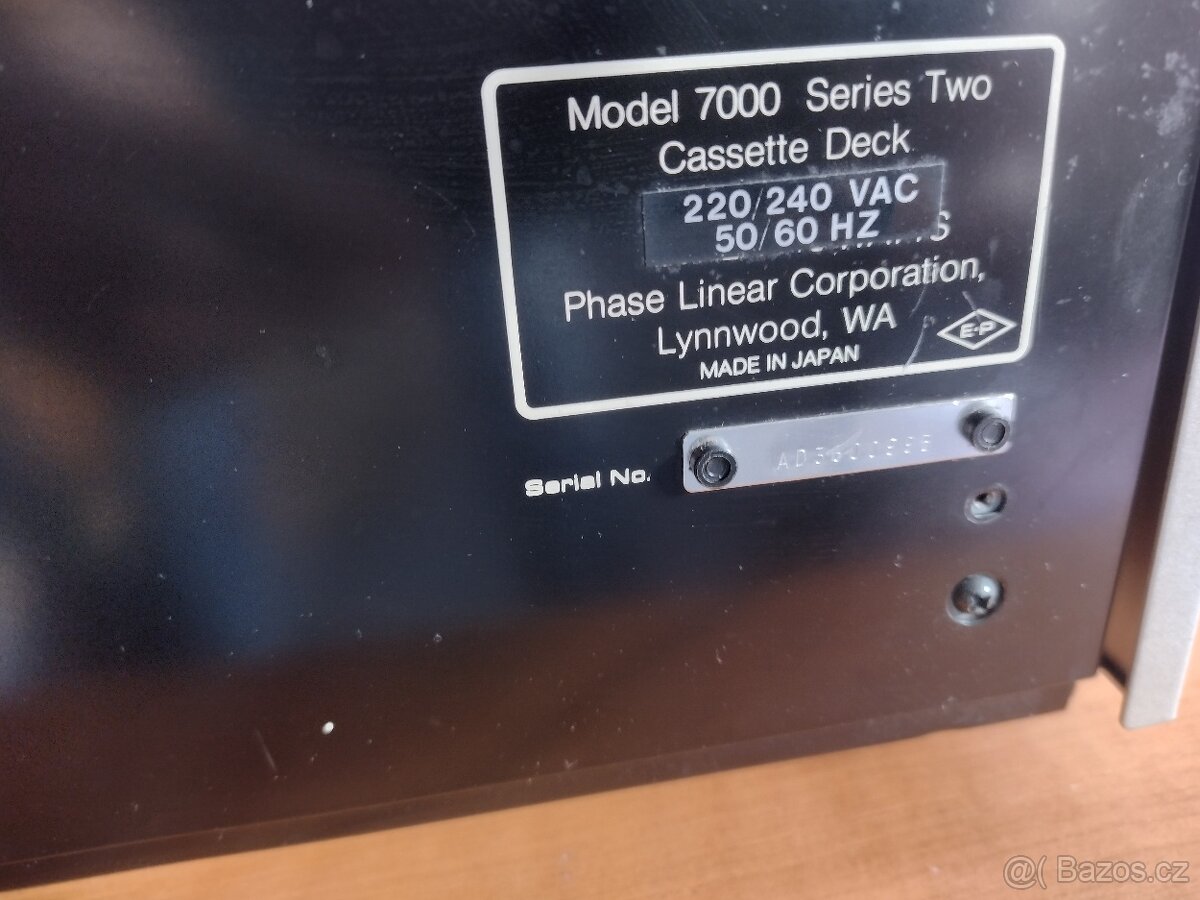 Model 7000 Series Two
Cassette Deck
220/240 VAC
50/60 HZ
Phase Linear Corporation,
Lynnwood, WA
E-P
MADE IN JAPAN
Serial No.
@( Bazos.cz